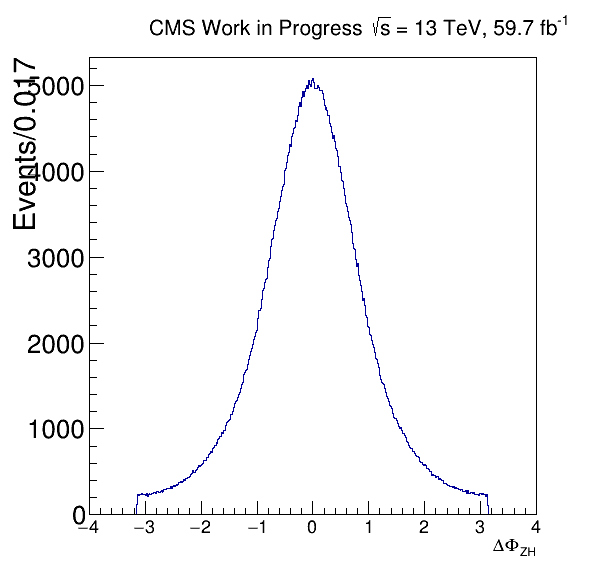 CMS Work in Progress √s = 13 TeV, 59.7 fb⁻¹
Events/0.017
5000
4000
3000
2000
1000
0
−4 −3 −2 −1 0 1 2 3 4
ΔΦ_ZH